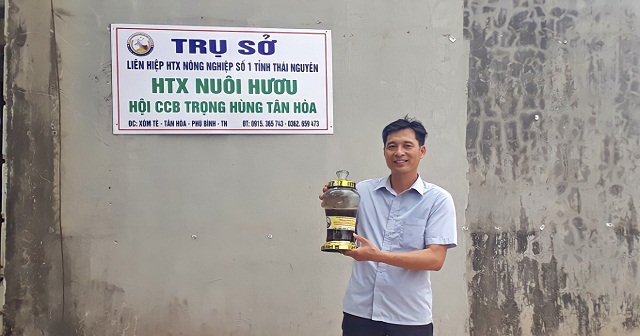 TRỤ SỞ
LIÊN HIỆP HTX NÔNG NGHIỆP SỐ 1 TỈNH THÁI NGUYÊN
HTX NUÔI HƯƠU
HỘI CCB TRỌNG HÙNG TÂN HÒA
ĐC: XÓM TÈ - TÂN HÒA - PHÚ BÌNH - TN ĐT: 0915. 365 743 - 0382. 659 473